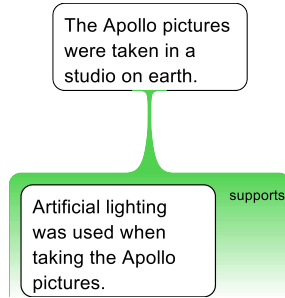 The Apollo pictures
were taken in a
studio on earth.
supports
Artificial lighting
was used when
taking the Apollo
pictures.